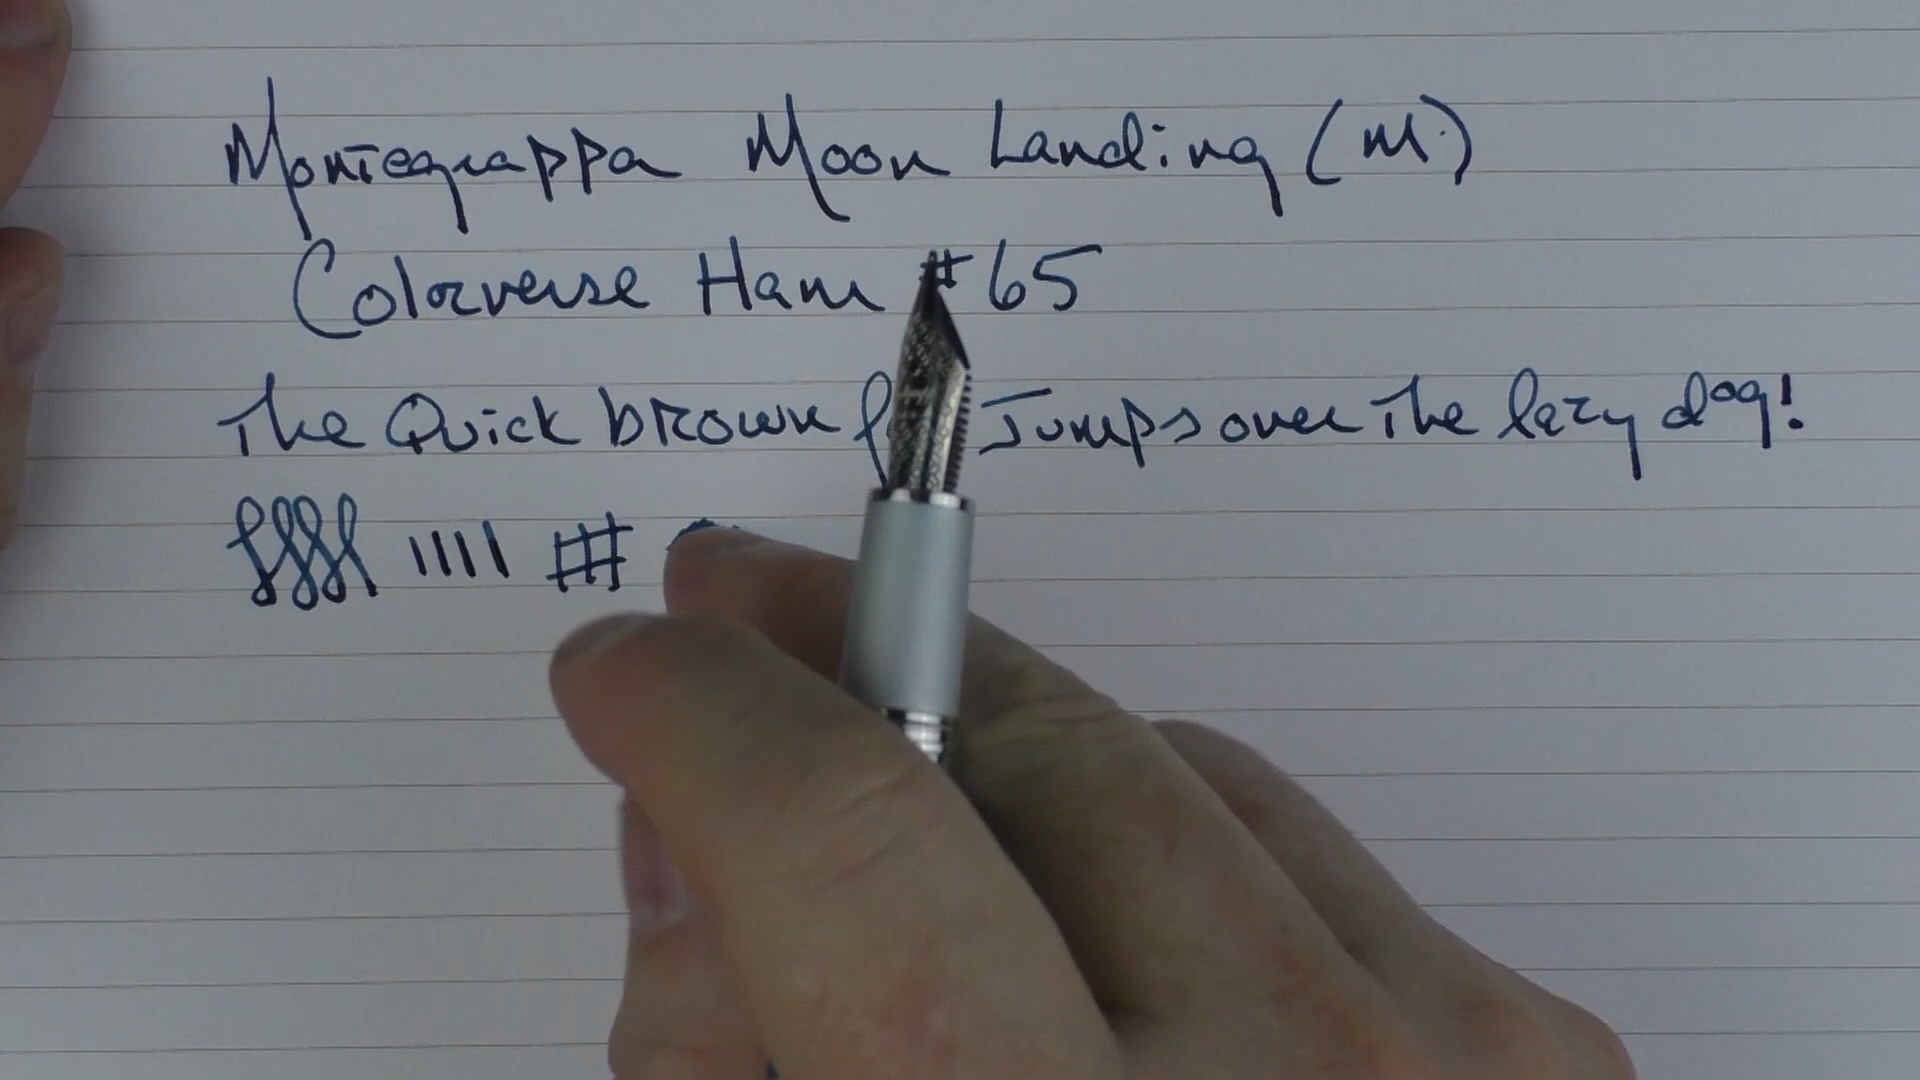 Montegrappa Moon Landing (M)
Colorverse Ham #65
The Quick brown f Jumps over The lazy dog!